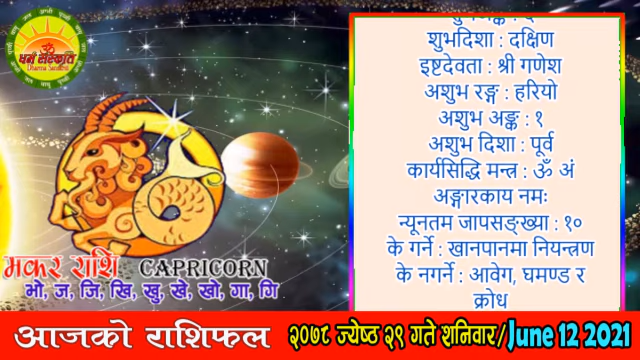 ॐ
धर्म संस्कृति
शुभदिशा : दक्षिण
इष्टदेवता : श्री गणेश
अशुभ रङ्ग : हरियो
अशुभ अङ्क : १
अशुभ दिशा : पूर्व
कार्यसिद्धि मन्त्र : ॐ अं
अङ्गारकाय नमः
न्यूनतम जापसङ्ख्या : १०
के गर्ने : खानपानमा नियन्त्रण
के नगर्ने : आवेग, घमण्ड र
क्रोध
मकर राशि CAPRICORN
भो, ज, जि, खि, खु, खे, खो, गा, गि
आजको राशिफल २०७८ ज्येष्ठ २९ गते शनिवार/June 12 2021